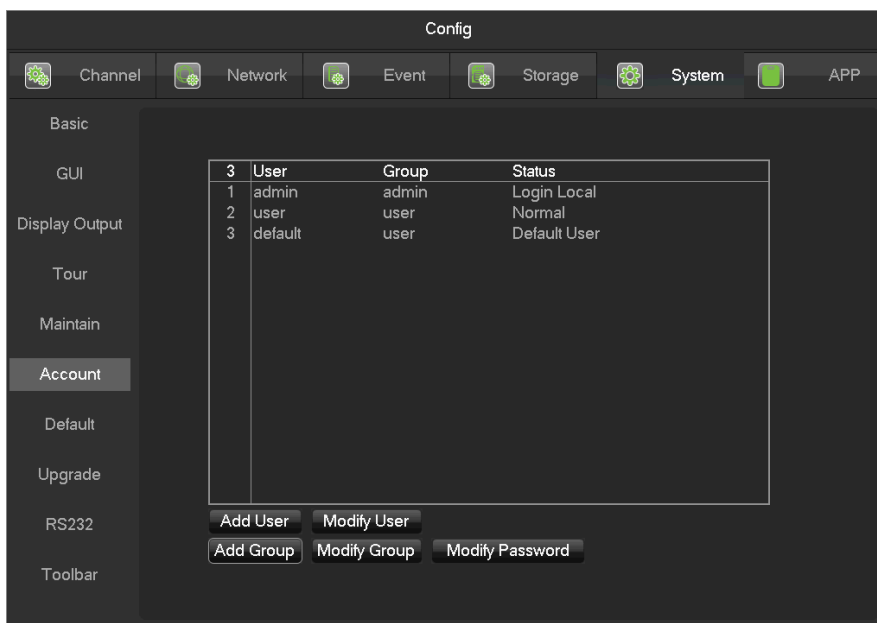 Config
Channel Network Event Storage System APP
Basic
GUI
Display Output
Tour
Maintain
Account
Default
Upgrade
RS232
Toolbar
3 User Group Status
1 admin admin Login Local
2 user user Normal
3 default user Default User
Add User Modify User
Add Group Modify Group Modify Password